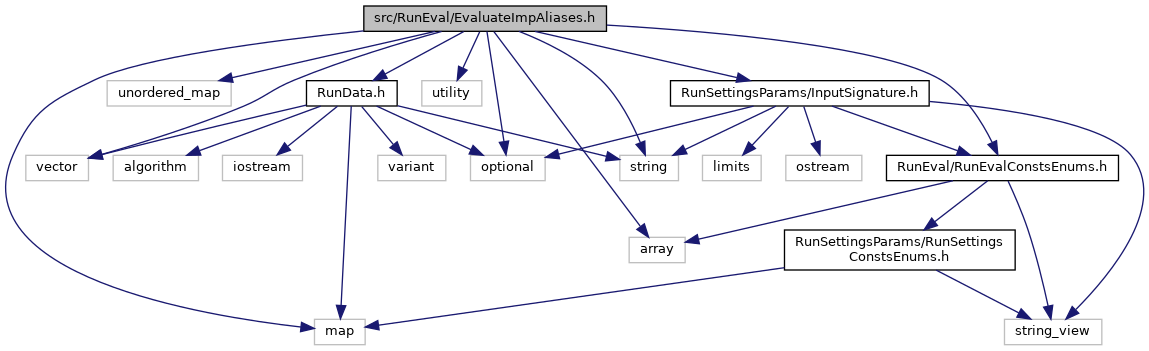 src/RunEval/EvaluateImpAliases.h
unordered_map
RunData.h
utility
RunSettingsParams/InputSignature.h
vector
algorithm
iostream
variant
optional
string
limits
ostream
RunEval/RunEvalConstsEnums.h
array
RunSettingsParams/RunSettings
ConstsEnums.h
map
string_view